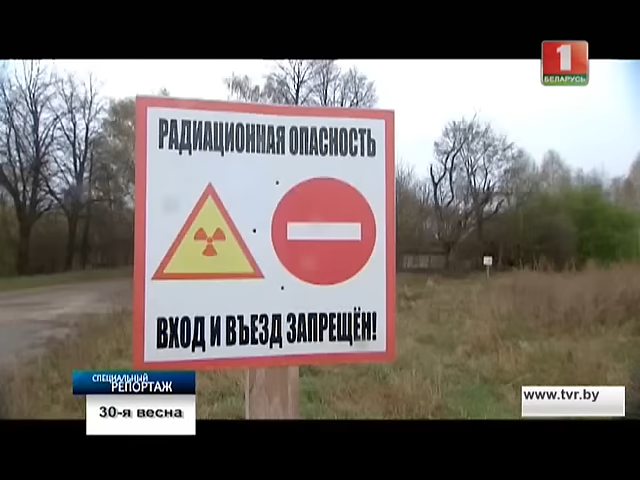 1
БЕЛАРУСЬ
РАДИАЦИОННАЯ ОПАСНОСТЬ
ВХОД И ВЪЕЗД ЗАПРЕЩЁН!
СПЕЦИАЛЬНЫЙ
РЕПОРТАЖ
30-я весна
www.tvr.by